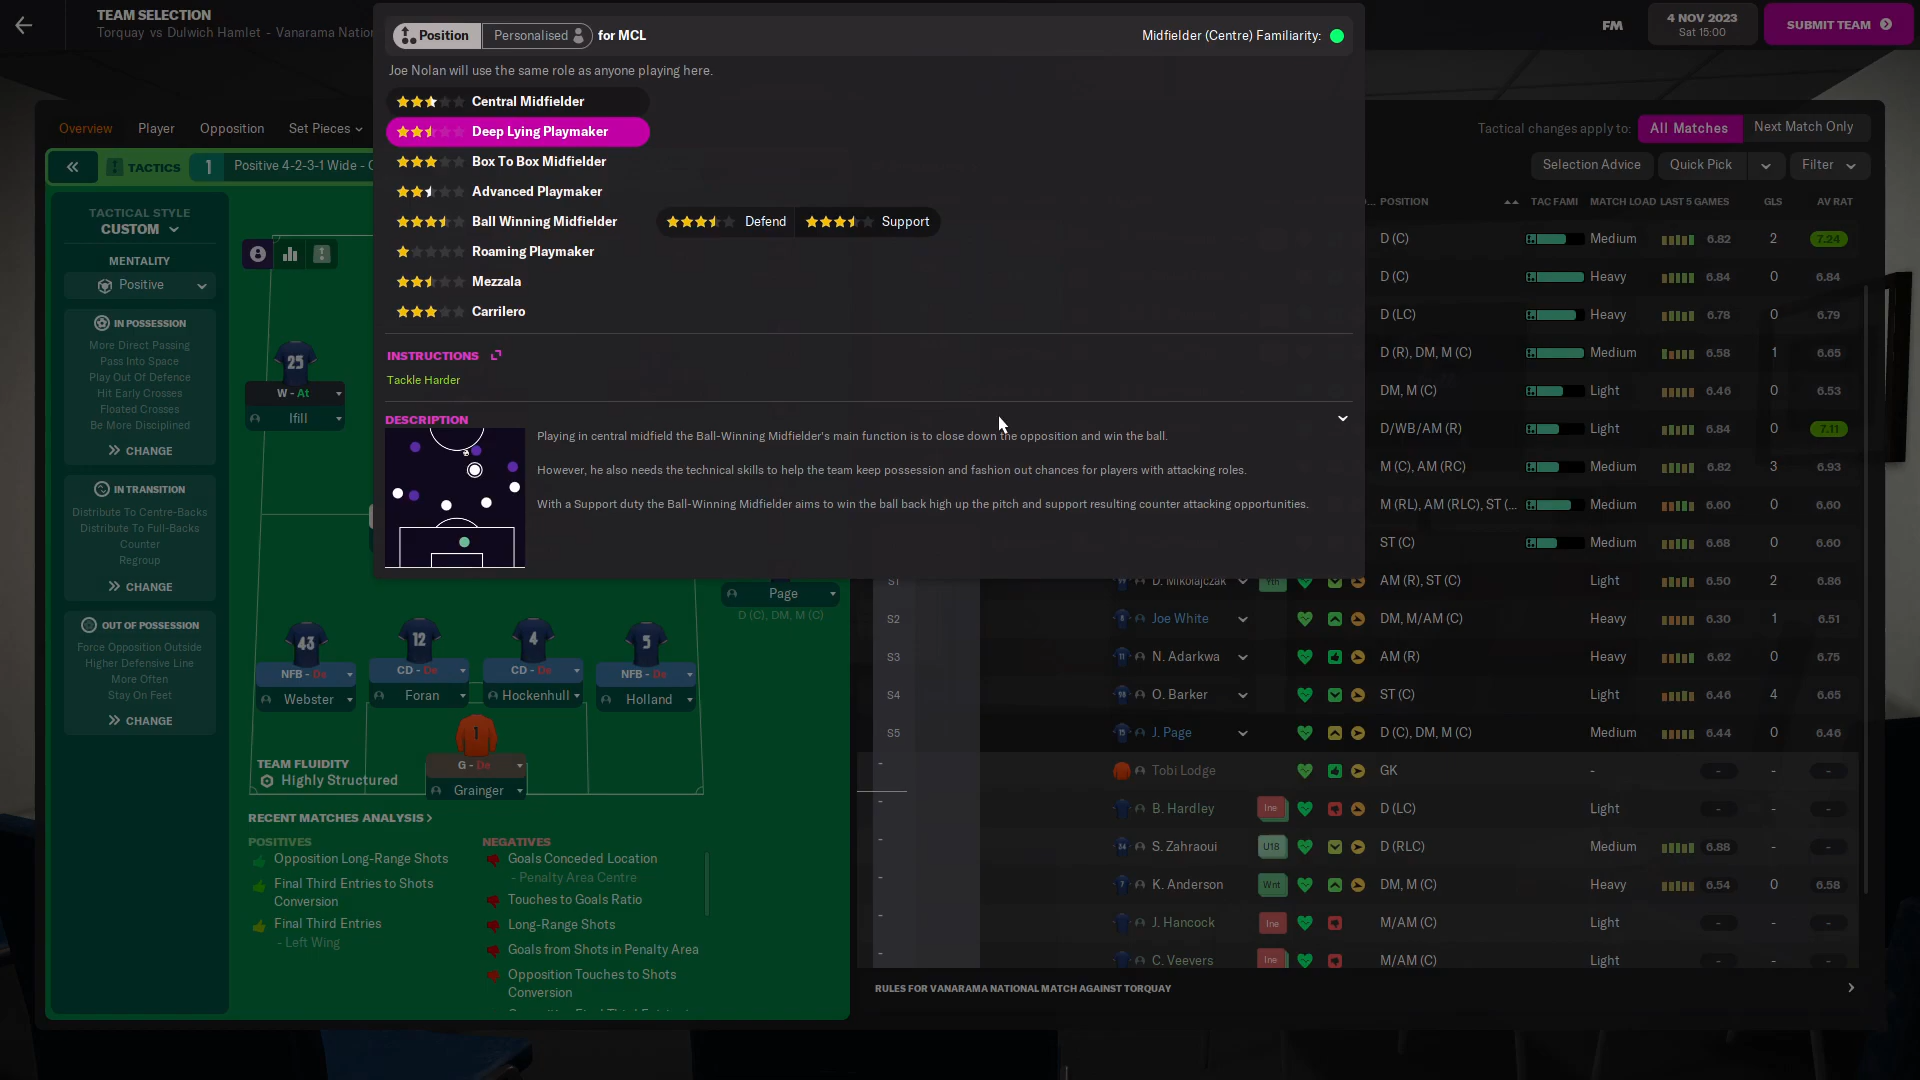 TEAM SELECTION
Torquay vs Dulwich Hamlet - Vanarama Nation
FM
4 NOV 2023
Sat 15:00
SUBMIT TEAM
Position Personalised for MCL
Midfielder (Centre) Familiarity:
Joe Nolan will use the same role as anyone playing here.
Central Midfielder
Deep Lying Playmaker
Box To Box Midfielder
Advanced Playmaker
Ball Winning Midfielder Defend Support
Roaming Playmaker
Mezzala
Carrilero
INSTRUCTIONS
Tackle Harder
DESCRIPTION
Playing in central midfield the Ball-Winning Midfielder's main function is to close down the opposition and win the ball.
However, he also needs the technical skills to help the team keep possession and fashion out chances for players with attacking roles.
With a Support duty the Ball-Winning Midfielder aims to win the ball back high up the pitch and support resulting counter attacking opportunities.
Overview Player Opposition Set Pieces
TACTICS 1 Positive 4-2-3-1 Wide -
TACTICAL STYLE
CUSTOM
MENTALITY
Positive
IN POSSESSION
More Direct Passing
Pass Into Space
Play Out Of Defence
Hit Early Crosses
Floated Crosses
Be More Disciplined
CHANGE
IN TRANSITION
Distribute To Centre-Backs
Distribute To Full-Backs
Counter
Regroup
CHANGE
OUT OF POSSESSION
Force Opposition Outside
Higher Defensive Line
More Often
Stay On Feet
CHANGE
25
W - At
Ifill
Page
D (C), DM, M (C)
43 12 4 5
NFB - De CD - De CD - De NFB - De
Webster Foran Hockenhull Holland
1
G - De
Grainger
TEAM FLUIDITY
Highly Structured
RECENT MATCHES ANALYSIS >
POSITIVES
Opposition Long-Range Shots
Final Third Entries to Shots
Conversion
Final Third Entries
- Left Wing
NEGATIVES
Goals Conceded Location
- Penalty Area Centre
Touches to Goals Ratio
Long-Range Shots
Goals from Shots in Penalty Area
Opposition Touches to Shots
Conversion
Tactical changes apply to: All Matches Next Match Only
Selection Advice Quick Pick Filter
POSITION TAC FAMI MATCH LOAD LAST 5 GAMES GLS AV RAT
D (C) Medium 6.82 2 7.24
D (C) Heavy 6.84 0 6.84
D (LC) Heavy 6.78 0 6.79
D (R), DM, M (C) Medium 6.58 1 6.65
DM, M (C) Light 6.46 0 6.53
D/WB/AM (R) Light 6.84 0 7.11
M (C), AM (RC) Medium 6.82 3 6.93
M (RL), AM (RLC), ST (... Medium 6.60 0 6.60
ST (C) Medium 6.68 0 6.60
S1 D. Mikolajczak Yth AM (R), ST (C) Light 6.50 2 6.86
S2 Joe White DM, M/AM (C) Heavy 6.30 1 6.51
S3 N. Adarkwa AM (R) Heavy 6.62 0 6.75
S4 O. Barker ST (C) Light 6.46 4 6.65
S5 J. Page D (C), DM, M (C) Medium 6.44 0 6.46
- Tobi Lodge GK - - - -
- B. Hardley Ine D (LC) Light - - -
- S. Zahraoui U18 D (RLC) Medium 6.88 - -
- K. Anderson Wnt DM, M (C) Heavy 6.54 0 6.58
- J. Hancock Ine M/AM (C) Light - - -
- C. Veevers Ine M/AM (C) Light - - -
RULES FOR VANARAMA NATIONAL MATCH AGAINST TORQUAY